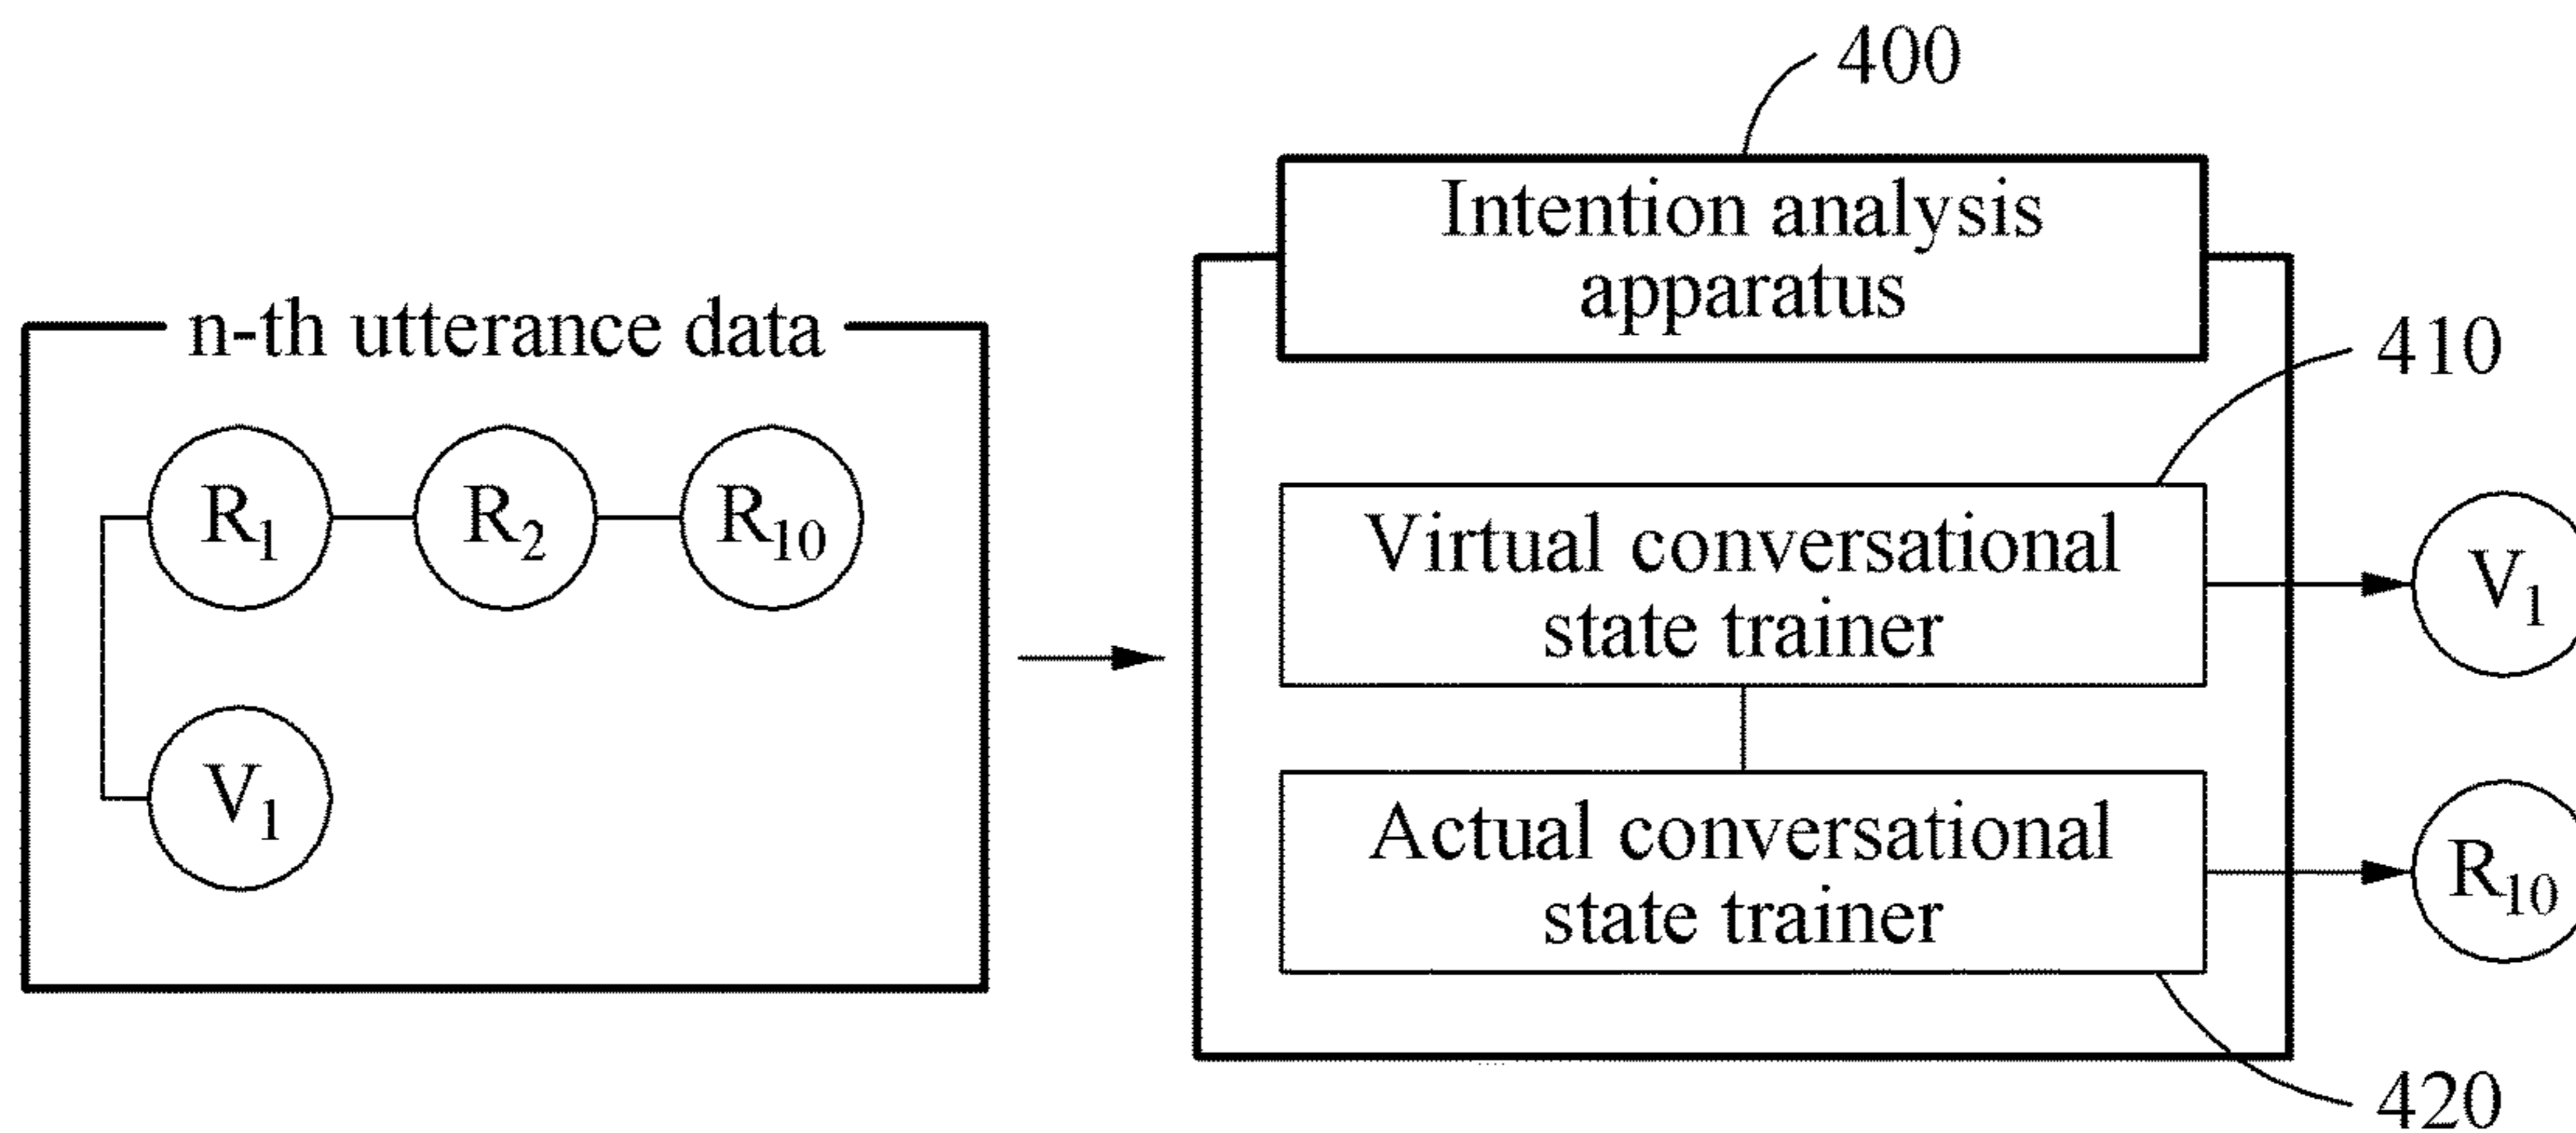 400
Intention analysis
apparatus
n-th utterance data
410
R₁ R₂ R₁₀
Virtual conversational
state trainer
V₁
V₁
Actual conversational
state trainer
R₁₀
420